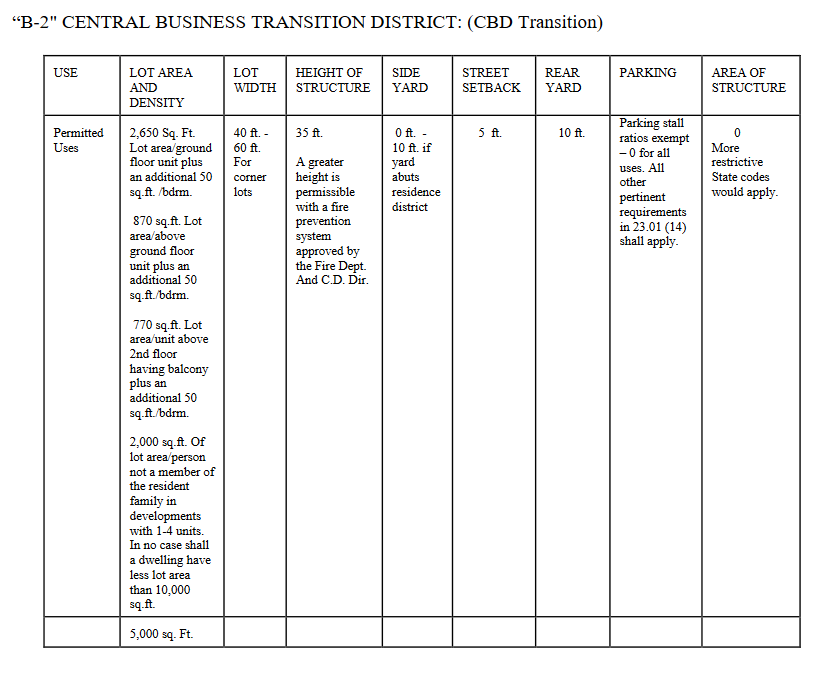 “B-2" CENTRAL BUSINESS TRANSITION DISTRICT: (CBD Transition)
USE
LOT AREA
AND
DENSITY
LOT
WIDTH
HEIGHT OF
STRUCTURE
SIDE
YARD
STREET
SETBACK
REAR
YARD
PARKING
AREA OF
STRUCTURE
Permitted
Uses
2,650 Sq. Ft.
Lot area/ground
floor unit plus
an additional 50
sq.ft. /bdrm.
870 sq.ft. Lot
area/above
ground floor
unit plus an
additional 50
sq.ft./bdrm.
770 sq.ft. Lot
area/unit above
2nd floor
having balcony
plus an
additional 50
sq.ft./bdrm.
2,000 sq.ft. Of
lot area/person
not a member of
the resident
family in
developments
with 1-4 units.
In no case shall
a dwelling have
less lot area
than 10,000
sq.ft.
40 ft. -
60 ft.
For
corner
lots
35 ft.
A greater
height is
permissible
with a fire
prevention
system
approved by
the Fire Dept.
And C.D. Dir.
0 ft. -
10 ft. if
yard
abuts
residence
district
5 ft.
10 ft.
Parking stall
ratios exempt
– 0 for all
uses. All
other
pertinent
requirements
in 23.01 (14)
shall apply.
0
More
restrictive
State codes
would apply.
5,000 sq. Ft.